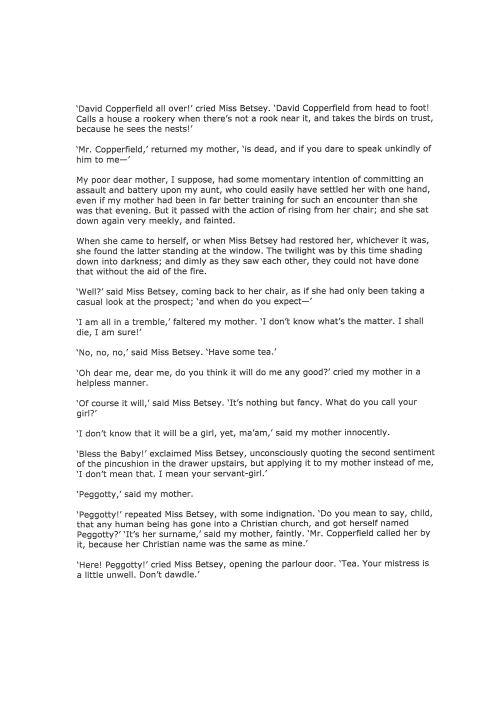 ‘David Copperfield all over!’ cried Miss Betsey. ‘David Copperfield from head to foot!
Calls a house a rookery when there’s not a rook near it, and takes the birds on trust,
because he sees the nests!’
‘Mr. Copperfield,’ returned my mother, ‘is dead, and if you dare to speak unkindly of
him to me—’
My poor dear mother, I suppose, had some momentary intention of committing an
assault and battery upon my aunt, who could easily have settled her with one hand,
even if my mother had been in far better training for such an encounter than she
was that evening. But it passed with the action of rising from her chair; and she sat
down again very meekly, and fainted.
When she came to herself, or when Miss Betsey had restored her, whichever it was,
she found the latter standing at the window. The twilight was by this time shading
down into darkness; and dimly as they saw each other, they could not have done
that without the aid of the fire.
‘Well?’ said Miss Betsey, coming back to her chair, as if she had only been taking a
casual look at the prospect; ‘and when do you expect—’
‘I am all in a tremble,’ faltered my mother. ‘I don’t know what’s the matter. I shall
die, I am sure!’
‘No, no, no,’ said Miss Betsey. ‘Have some tea.’
‘Oh dear me, dear me, do you think it will do me any good?’ cried my mother in a
helpless manner.
‘Of course it will,’ said Miss Betsey. ‘It’s nothing but fancy. What do you call your
girl?’
‘I don’t know that it will be a girl, yet, ma’am,’ said my mother innocently.
‘Bless the Baby!’ exclaimed Miss Betsey, unconsciously quoting the second sentiment
of the pincushion in the drawer upstairs, but applying it to my mother instead of me,
‘I don’t mean that. I mean your servant-girl.’
‘Peggotty,’ said my mother.
‘Peggotty!’ repeated Miss Betsey, with some indignation. ‘Do you mean to say, child,
that any human being has gone into a Christian church, and got herself named
Peggotty?’ ‘It’s her surname,’ said my mother, faintly. ‘Mr. Copperfield called her by
it, because her Christian name was the same as mine.’
‘Here! Peggotty!’ cried Miss Betsey, opening the parlour door. ‘Tea. Your mistress is
a little unwell. Don’t dawdle.’